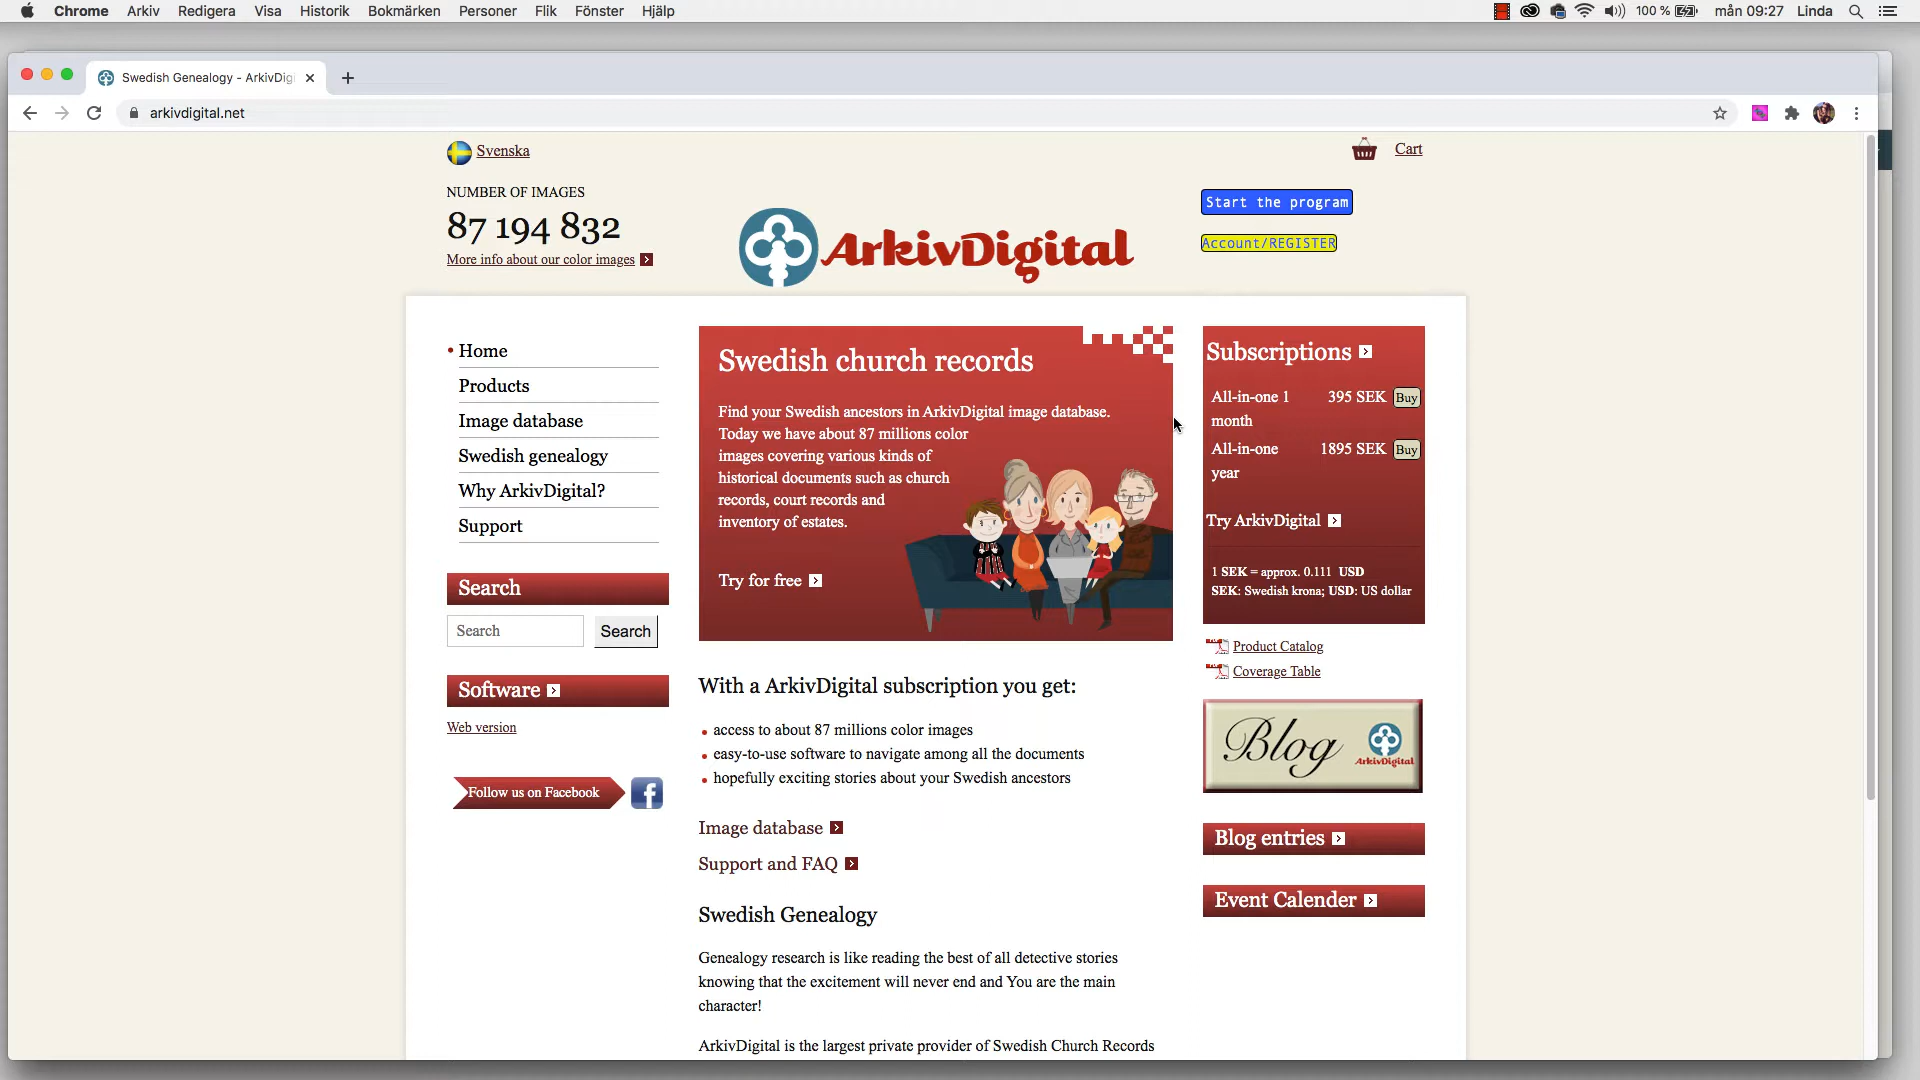 Chrome Arkiv Redigera Visa Historik Bokmärken Personer Flik Fönster Hjälp 100 % mån 09:27 Linda
Swedish Genealogy - ArkivDig
arkivdigital.net
Svenska
Cart
NUMBER OF IMAGES
87 194 832
More info about our color images
ArkivDigital
Start the program
Account/REGISTER
Home
Products
Image database
Swedish genealogy
Why ArkivDigital?
Support
Search
Search
Search
Software
Web version
Follow us on Facebook
Swedish church records
Find your Swedish ancestors in ArkivDigital image database.
Today we have about 87 millions color
images covering various kinds of
historical documents such as church
records, court records and
inventory of estates.
Try for free
With a ArkivDigital subscription you get:
access to about 87 millions color images
easy-to-use software to navigate among all the documents
hopefully exciting stories about your Swedish ancestors
Image database
Support and FAQ
Swedish Genealogy
Genealogy research is like reading the best of all detective stories
knowing that the excitement will never end and You are the main
character!
ArkivDigital is the largest private provider of Swedish Church Records
Subscriptions
All-in-one 1 395 SEK Buy
month
All-in-one 1895 SEK Buy
year
Try ArkivDigital
1 SEK = approx. 0.111 USD
SEK: Swedish krona; USD: US dollar
Product Catalog
Coverage Table
Blog
ArkivDigital
Blog entries
Event Calender